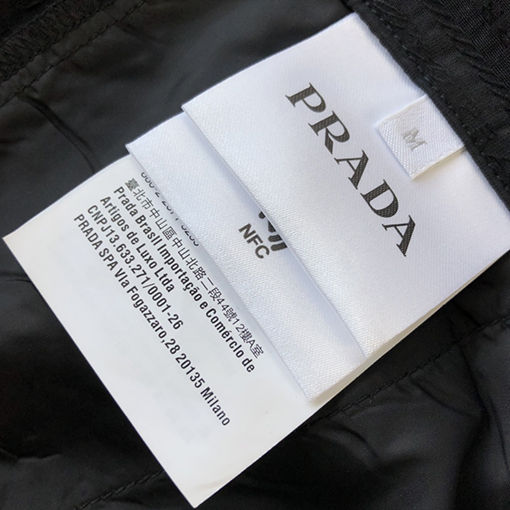 PRADA
M
NFC
臺北市中山區中山北路二段44號12樓A室
Prada Brasil Importação e Comércio de
Artigos de Luxo Ltda
CNPJ13.633.271/0001-26
PRADA SPA Via Fogazzaro,28 20135 Milano